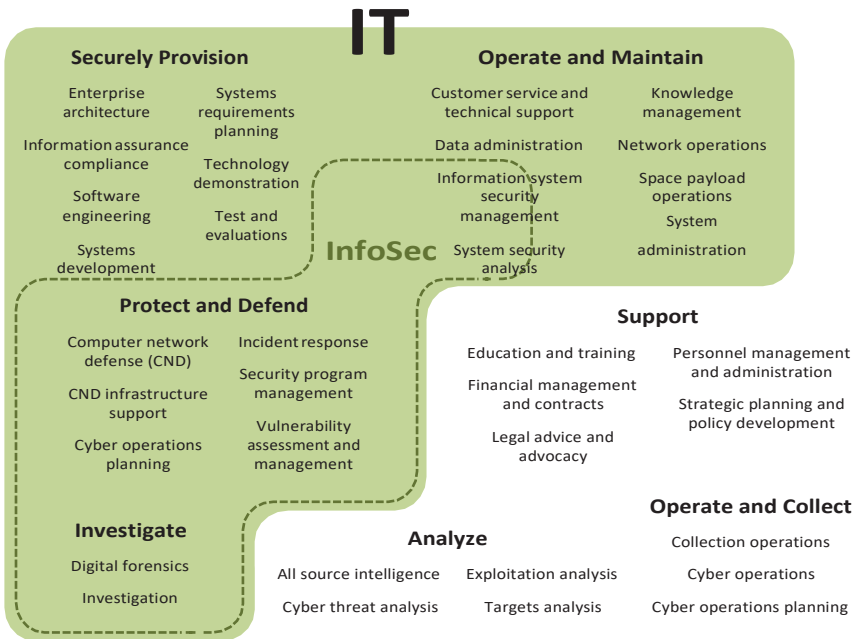 IT
Securely Provision
Enterprise
architecture
Information assurance
compliance
Software
engineering
Systems
development
Systems
requirements
planning
Technology
demonstration
Test and
evaluations
Operate and Maintain
Customer service and
technical support
Data administration
Information system
security
management
System security
analysis
Knowledge
management
Network operations
Space payload
operations
System
administration
InfoSec
Protect and Defend
Computer network
defense (CND)
CND infrastructure
support
Cyber operations
planning
Incident response
Security program
management
Vulnerability
assessment and
management
Support
Education and training
Financial management
and contracts
Legal advice and
advocacy
Personnel management
and administration
Strategic planning and
policy development
Investigate
Digital forensics
Investigation
Analyze
All source intelligence
Cyber threat analysis
Exploitation analysis
Targets analysis
Operate and Collect
Collection operations
Cyber operations
Cyber operations planning